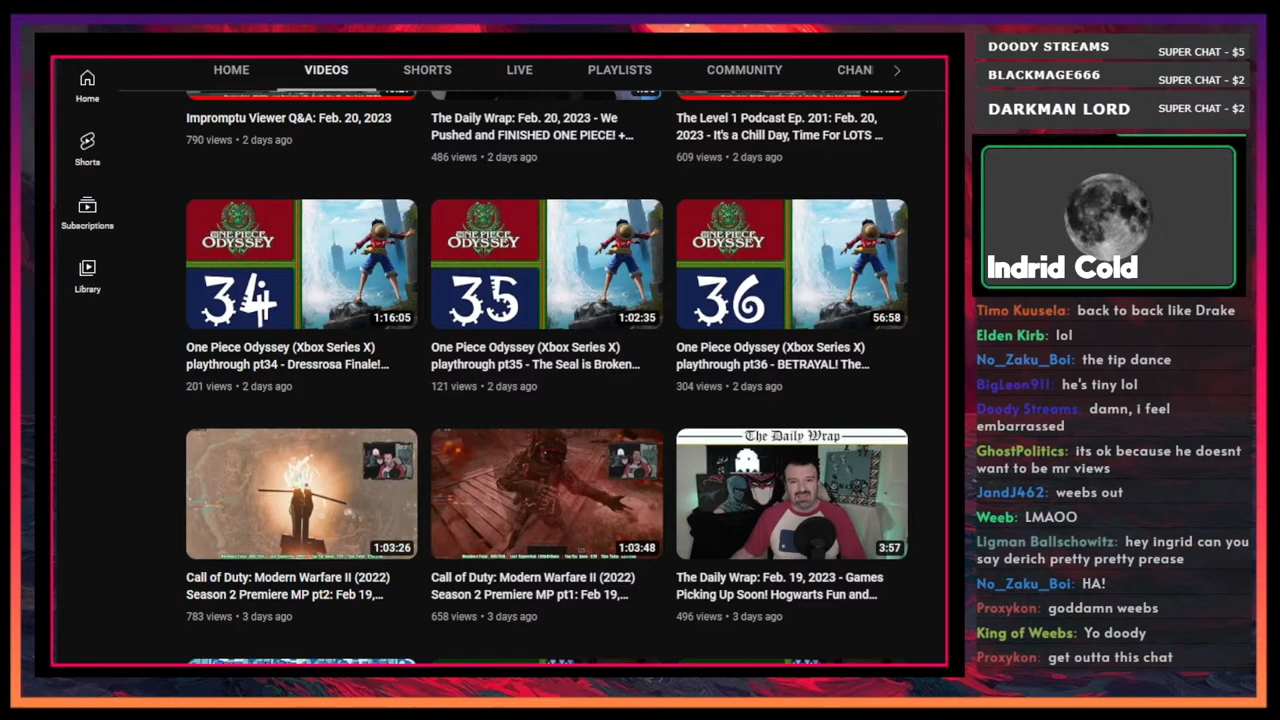 HOME
VIDEOS
SHORTS
LIVE
PLAYLISTS
COMMUNITY
CHAN
Home
Shorts
Subscriptions
Library
Impromptu Viewer Q&A: Feb. 20, 2023
790 views • 2 days ago
The Daily Wrap: Feb. 20, 2023 - We
Pushed and FINISHED ONE PIECE! +...
486 views • 2 days ago
The Level 1 Podcast Ep. 201: Feb. 20,
2023 - It's a Chill Day, Time For LOTS ...
609 views • 2 days ago
ONE PIECE
ODYSSEY
34
1:16:05
One Piece Odyssey (Xbox Series X)
playthrough pt34 - Dressrosa Finale!...
201 views • 2 days ago
ONE PIECE
ODYSSEY
35
1:02:35
One Piece Odyssey (Xbox Series X)
playthrough pt35 - The Seal is Broken...
121 views • 2 days ago
ONE PIECE
ODYSSEY
36
56:58
One Piece Odyssey (Xbox Series X)
playthrough pt36 - BETRAYAL! The...
304 views • 2 days ago
1:03:26
Call of Duty: Modern Warfare II (2022)
Season 2 Premiere MP pt2: Feb 19,...
783 views • 3 days ago
1:03:48
Call of Duty: Modern Warfare II (2022)
Season 2 Premiere MP pt1: Feb 19,...
658 views • 3 days ago
The Daily Wrap
3:57
The Daily Wrap: Feb. 19, 2023 - Games
Picking Up Soon! Hogwarts Fun and...
496 views • 3 days ago
DOODY STREAMS SUPER CHAT - $5
BLACKMAGE666 SUPER CHAT - $2
DARKMAN LORD SUPER CHAT - $2
Indrid Cold
Timo Kuusela: back to back like Drake
Elden Kirb: lol
No_Zaku_Boi: the tip dance
BigLeon911: he's tiny lol
Doody Streams: damn, i feel
embarrassed
GhostPolitics: its ok because he doesnt
want to be mr views
JandJ462: weebs out
Weeb: LMAOO
Ligman Ballschowitz: hey ingrid can you
say derich pretty pretty prease
No_Zaku_Boi: HA!
Proxykon: goddamn weebs
King of Weebs: Yo doody
Proxykon: get outta this chat